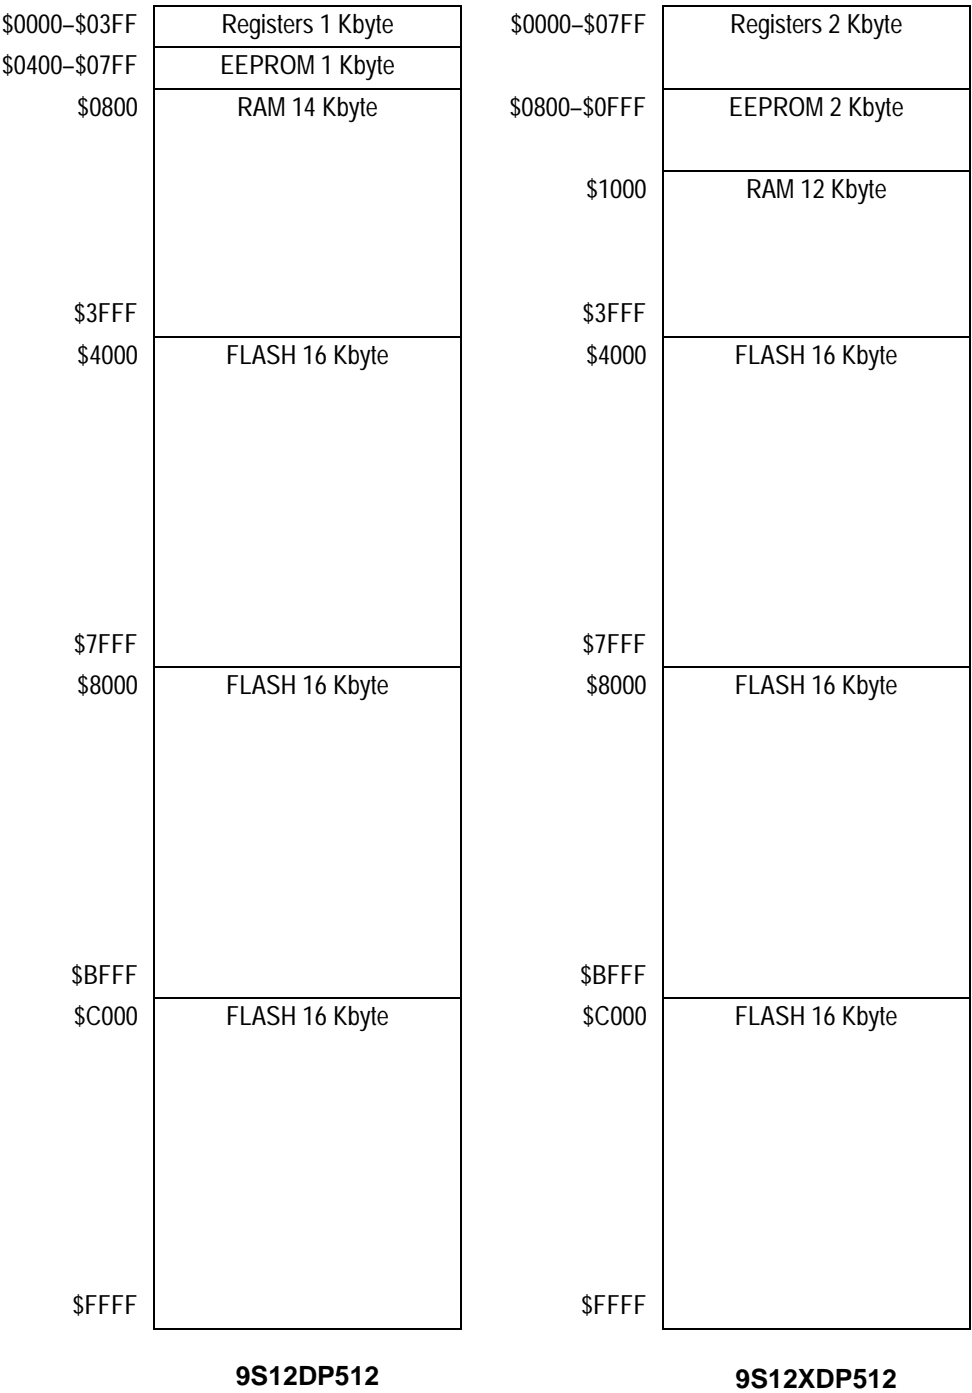 $0000–$03FF Registers 1 Kbyte $0000–$07FF Registers 2 Kbyte
$0400–$07FF EEPROM 1 Kbyte
$0800 RAM 14 Kbyte $0800–$0FFF EEPROM 2 Kbyte
$1000 RAM 12 Kbyte
$3FFF $3FFF
$4000 FLASH 16 Kbyte $4000 FLASH 16 Kbyte
$7FFF $7FFF
$8000 FLASH 16 Kbyte $8000 FLASH 16 Kbyte
$BFFF $BFFF
$C000 FLASH 16 Kbyte $C000 FLASH 16 Kbyte
$FFFF $FFFF
9S12DP512 9S12XDP512